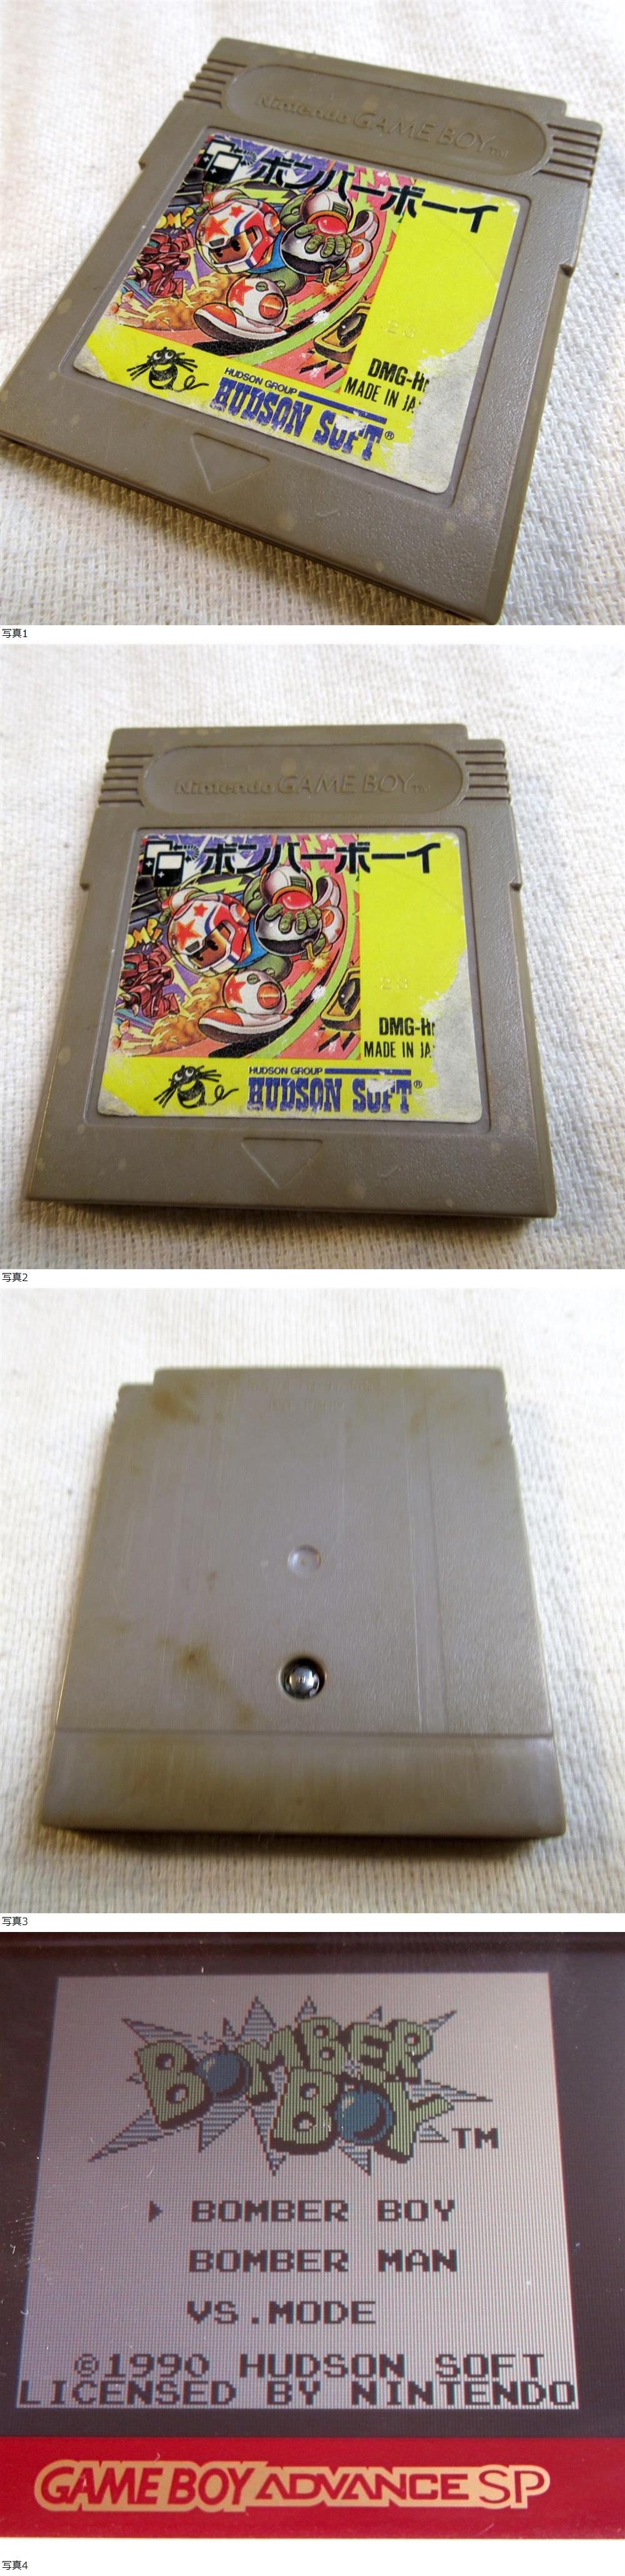 Nintendo GAME BOY™
ボンバーボーイ
DMG-H
MADE IN JA
HUDSON GROUP
HUDSON SOFT®
写真1
Nintendo GAME BOY™
ボンバーボーイ
DMG-H
MADE IN JA
HUDSON GROUP
HUDSON SOFT®
写真2
写真3
BOMBER
BOY
TM
BOMBER BOY
BOMBER MAN
VS.MODE
©1990 HUDSON SOFT
LICENSED BY NINTENDO
GAME BOY ADVANCE SP
写真4